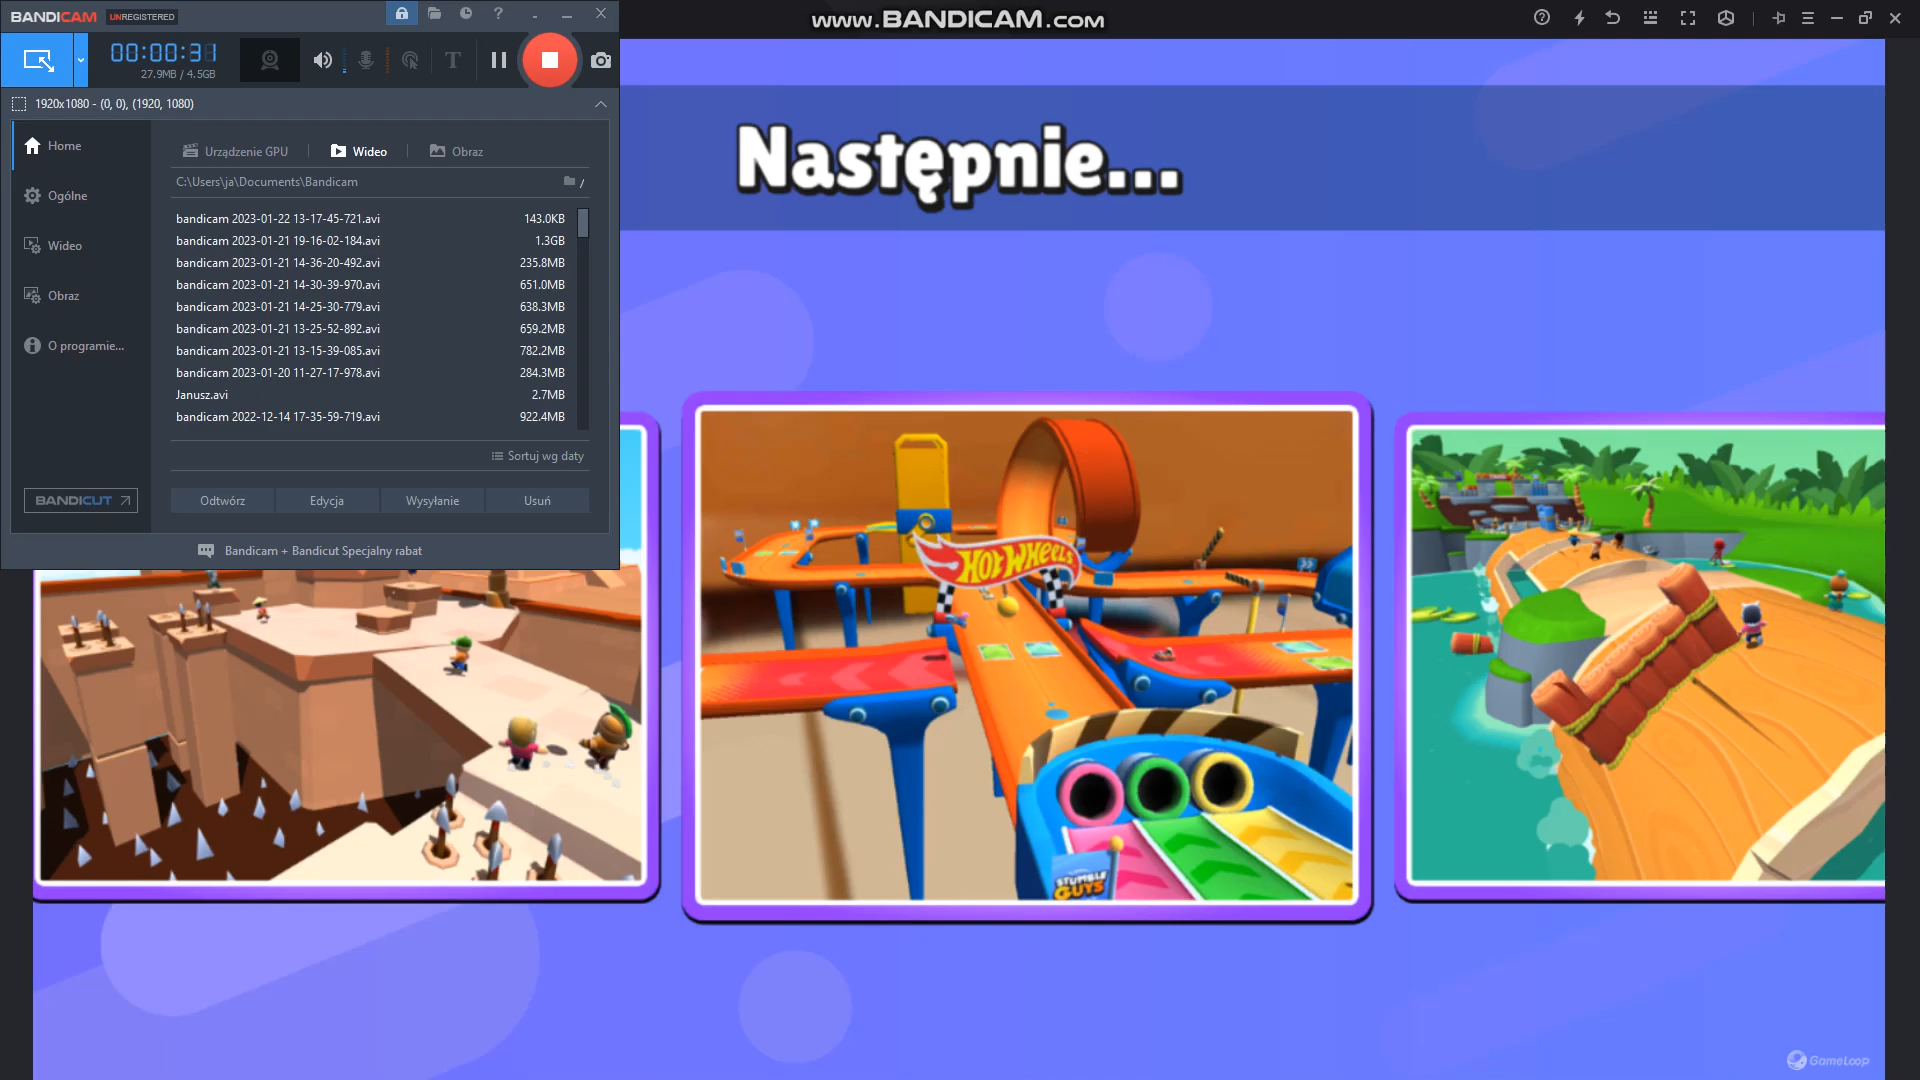 BANDICAM UNREGISTERED
www.BANDICAM.com
00:00:31
27.9MB / 4.5GB
1920x1080 - (0, 0), (1920, 1080)
Home
Ogólne
Wideo
Obraz
O programie...
BANDICUT
Urządzenie GPU
Wideo
Obraz
C:\Users\ja\Documents\Bandicam
bandicam 2023-01-22 13-17-45-721.avi 143.0KB
bandicam 2023-01-21 19-16-02-184.avi 1.3GB
bandicam 2023-01-21 14-36-20-492.avi 235.8MB
bandicam 2023-01-21 14-30-39-970.avi 651.0MB
bandicam 2023-01-21 14-25-30-779.avi 638.3MB
bandicam 2023-01-21 13-25-52-892.avi 659.2MB
bandicam 2023-01-21 13-15-39-085.avi 782.2MB
bandicam 2023-01-20 11-27-17-978.avi 284.3MB
Janusz.avi 2.7MB
bandicam 2022-12-14 17-35-59-719.avi 922.4MB
Sortuj wg daty
Odtwórz Edycja Wysyłanie Usuń
Bandicam + Bandicut Specjalny rabat
Następnie...
HOT WHEELS
STUMBLE
GUYS
GameLoop